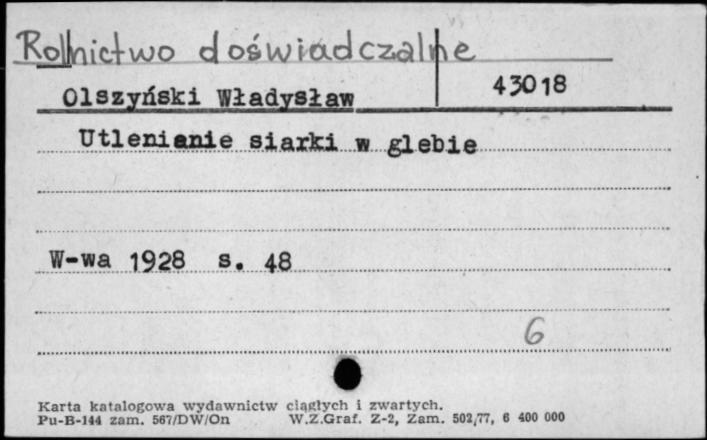 Rolnictwo doświadczalne
Olszyński Władysław 43018
Utlenianie siarki w glebie
W-wa 1928 s. 48
6
Karta katalogowa wydawnictw ciągłych i zwartych.
Pu-B-144 zam. 567/DW/On W.Z.Graf. Z-2, Zam. 502/77, 6 400 000